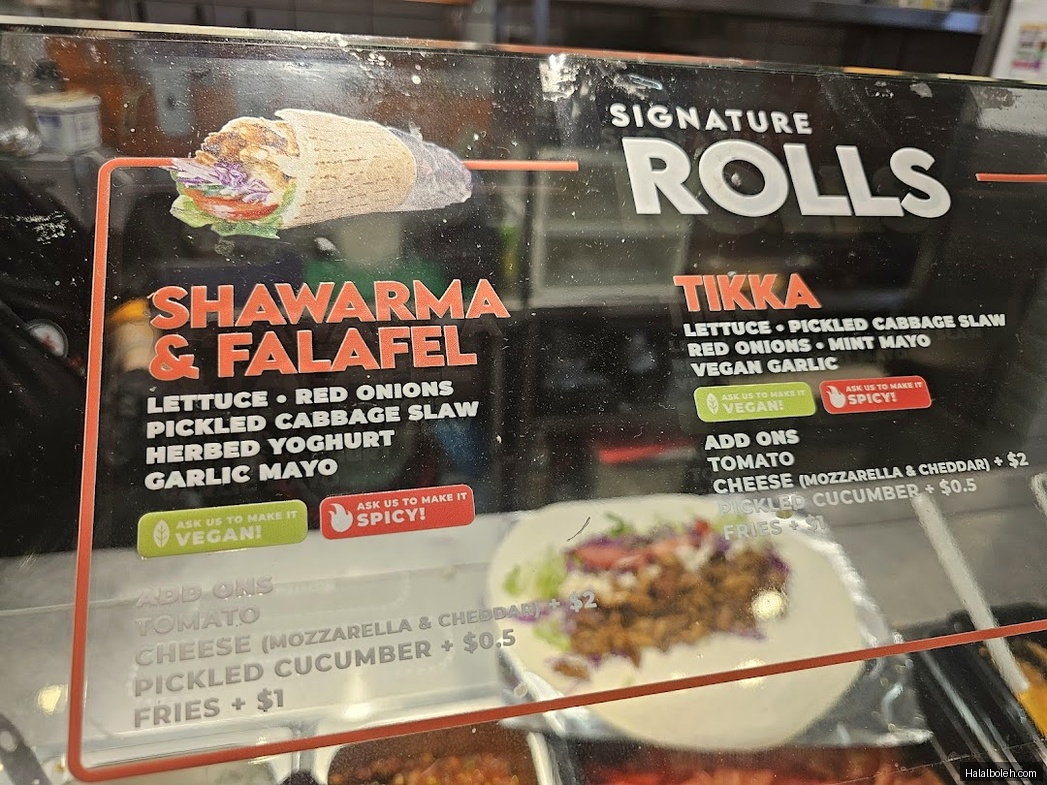 SIGNATURE
ROLLS
SHAWARMA
& FALAFEL
LETTUCE • RED ONIONS
PICKLED CABBAGE SLAW
HERBED YOGHURT
GARLIC MAYO
ASK US TO MAKE IT
VEGAN!
ASK US TO MAKE IT
SPICY!
ADD ONS
TOMATO
CHEESE (MOZZARELLA & CHEDDAR) + $2
PICKLED CUCUMBER + $0.5
FRIES + $1
TIKKA
LETTUCE • PICKLED CABBAGE SLAW
RED ONIONS • MINT MAYO
VEGAN GARLIC
ASK US TO MAKE IT
VEGAN!
ASK US TO MAKE IT
SPICY!
ADD ONS
TOMATO
CHEESE (MOZZARELLA & CHEDDAR) + $2
PICKLED CUCUMBER + $0.5
FRIES + $1
Halalboleh.com